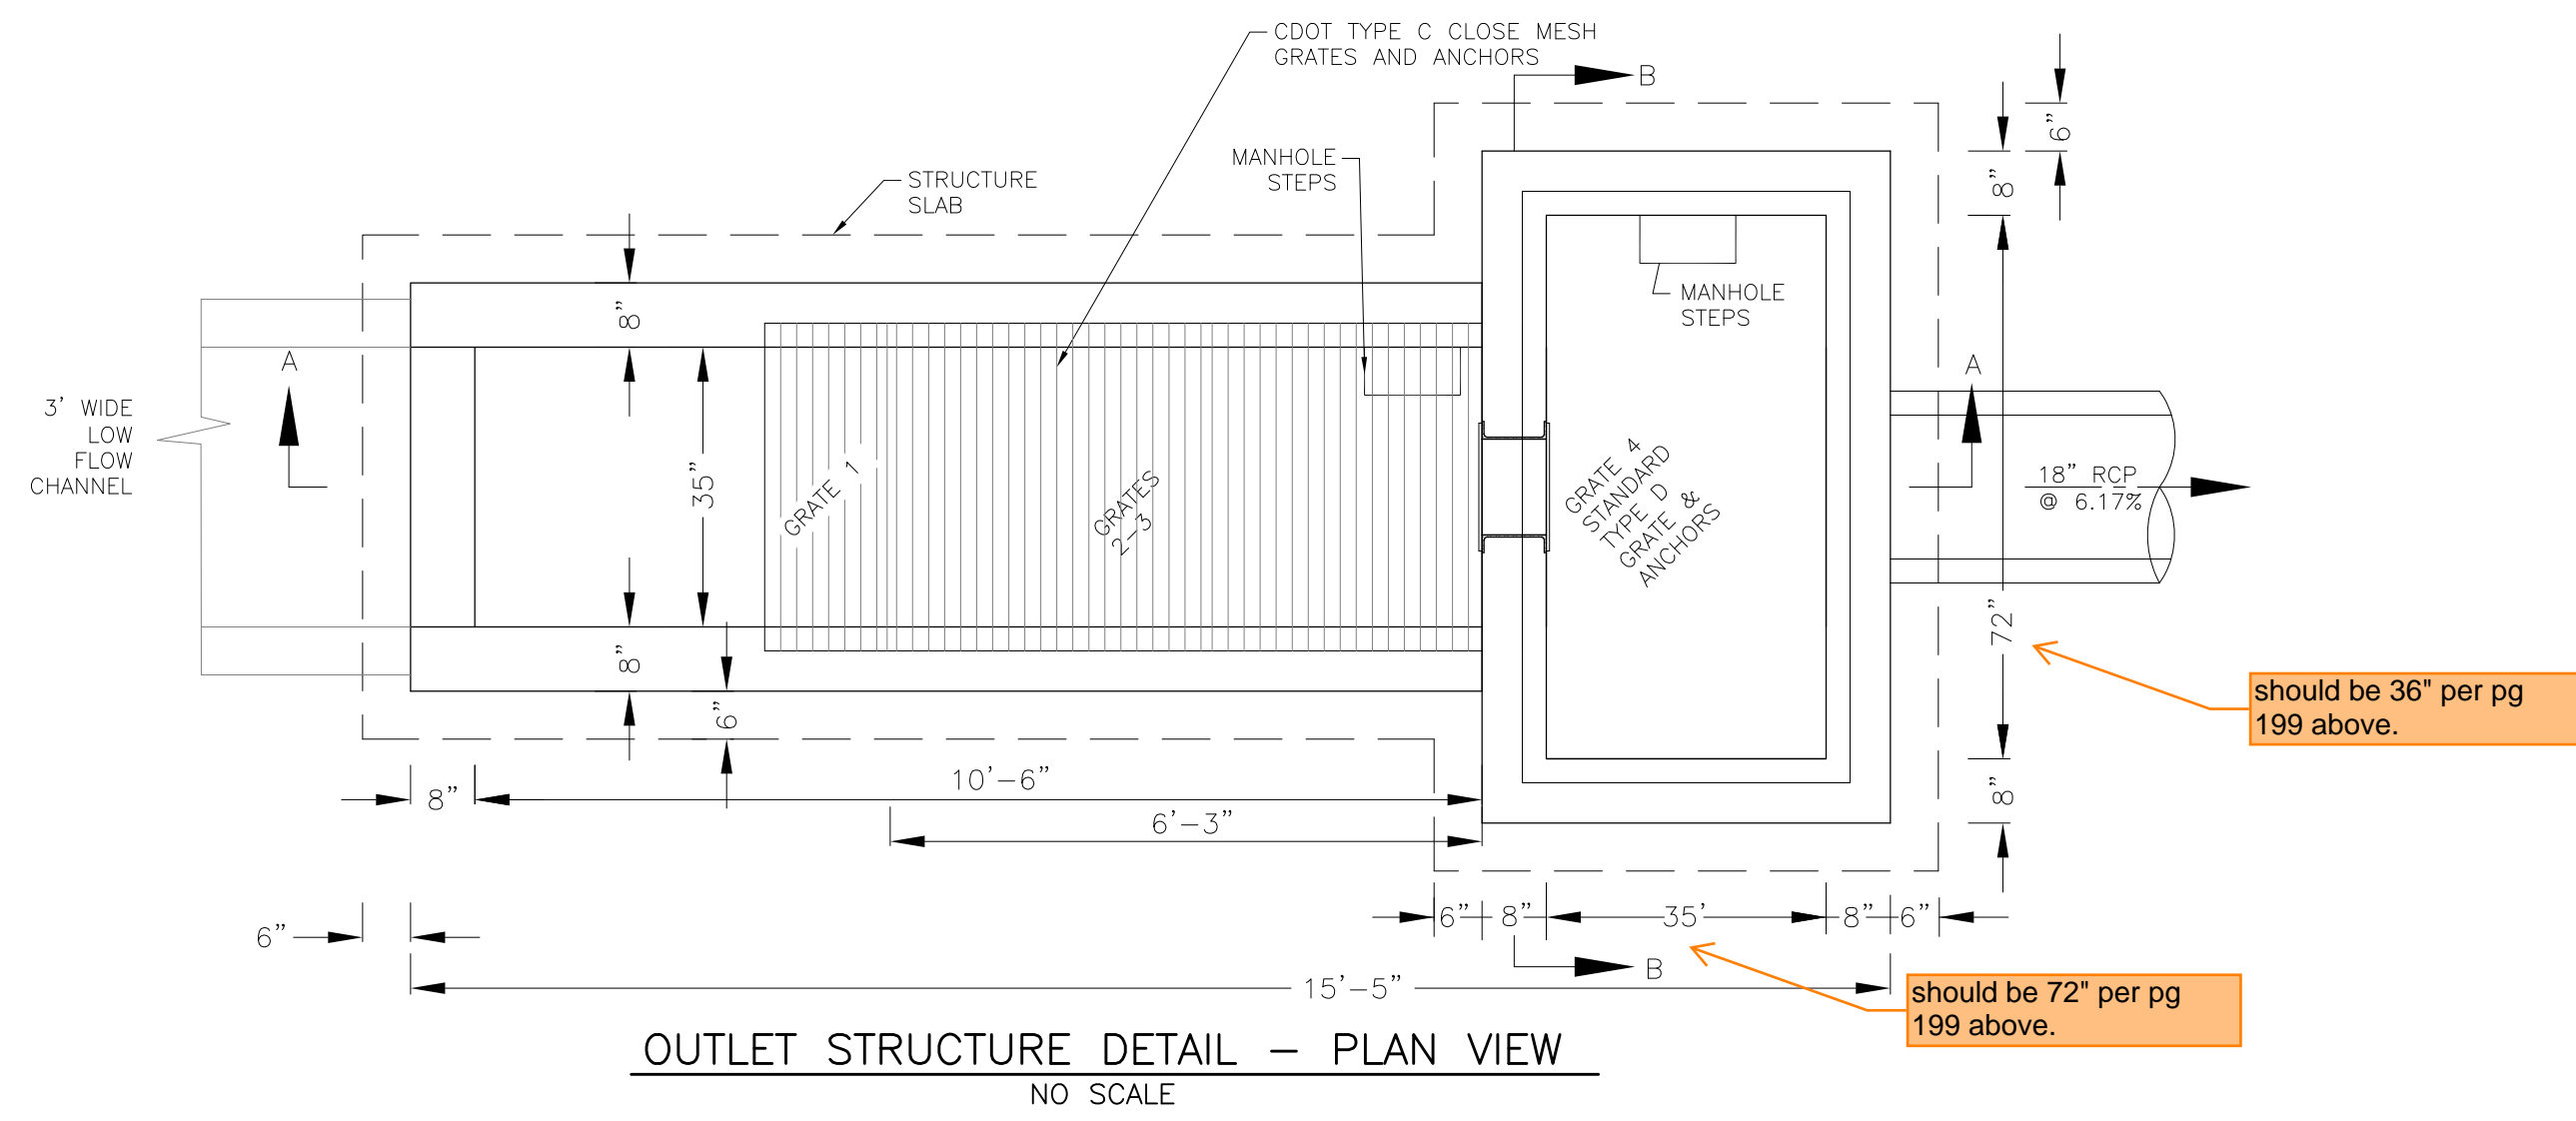 CDOT TYPE C CLOSE MESH
GRATES AND ANCHORS
B
6"
8"
MANHOLE
STEPS
STRUCTURE
SLAB
MANHOLE
STEPS
8"
A
A
3' WIDE
LOW
FLOW
CHANNEL
35"
GRATE 1
GRATES
2-3
GRATE 4
STANDARD
TYPE D
GRATE &
ANCHORS
18" RCP
@ 6.17%
72"
8"
6"
should be 36" per pg
199 above.
10'-6"
8"
8"
6'-3"
6"
6"
8"
35'
8"
6"
B
15'-5"
should be 72" per pg
199 above.
OUTLET STRUCTURE DETAIL - PLAN VIEW
NO SCALE